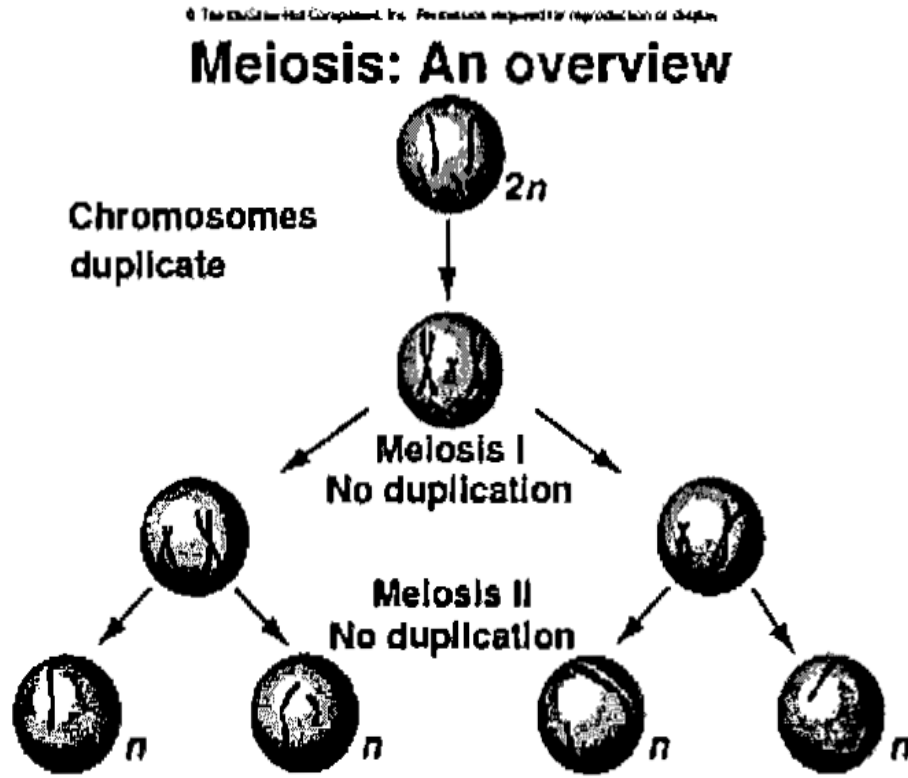 Meiosis: An overview
2n
Chromosomes
duplicate
Meiosis I
No duplication
Meiosis II
No duplication
n n n n